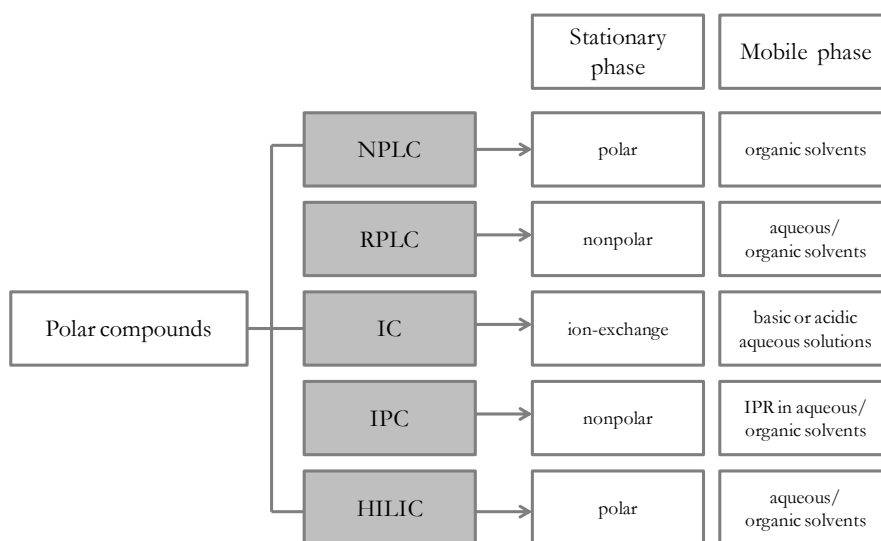 Stationary
phase
Mobile phase
NPLC
polar
organic solvents
RPLC
nonpolar
aqueous/
organic solvents
Polar compounds
IC
ion-exchange
basic or acidic
aqueous solutions
IPC
nonpolar
IPR in aqueous/
organic solvents
HILIC
polar
aqueous/
organic solvents